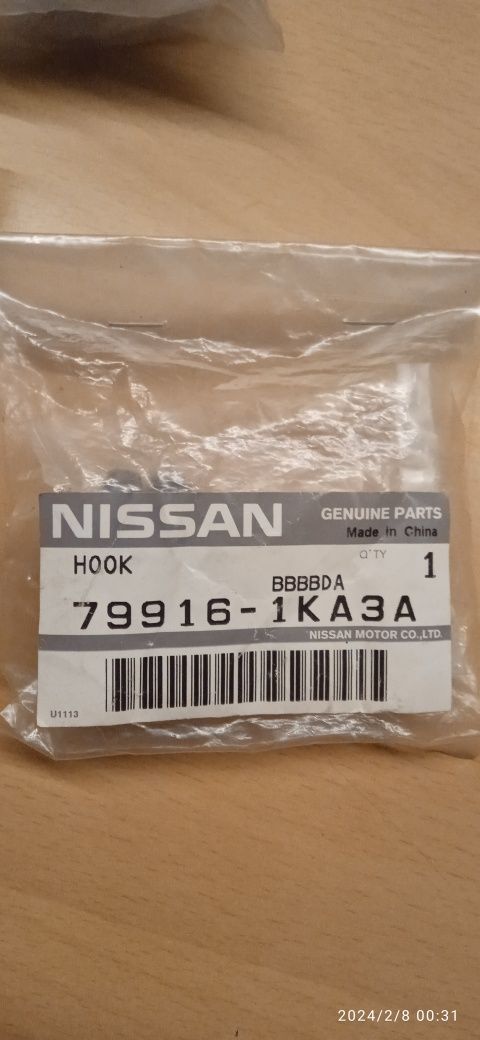 NISSAN
GENUINE PARTS
Made in China
HOOK
Q'TY
1
BBBBDA
79916-1KA3A
NISSAN MOTOR CO.,LTD.
U1113
2024/2/8 00:31